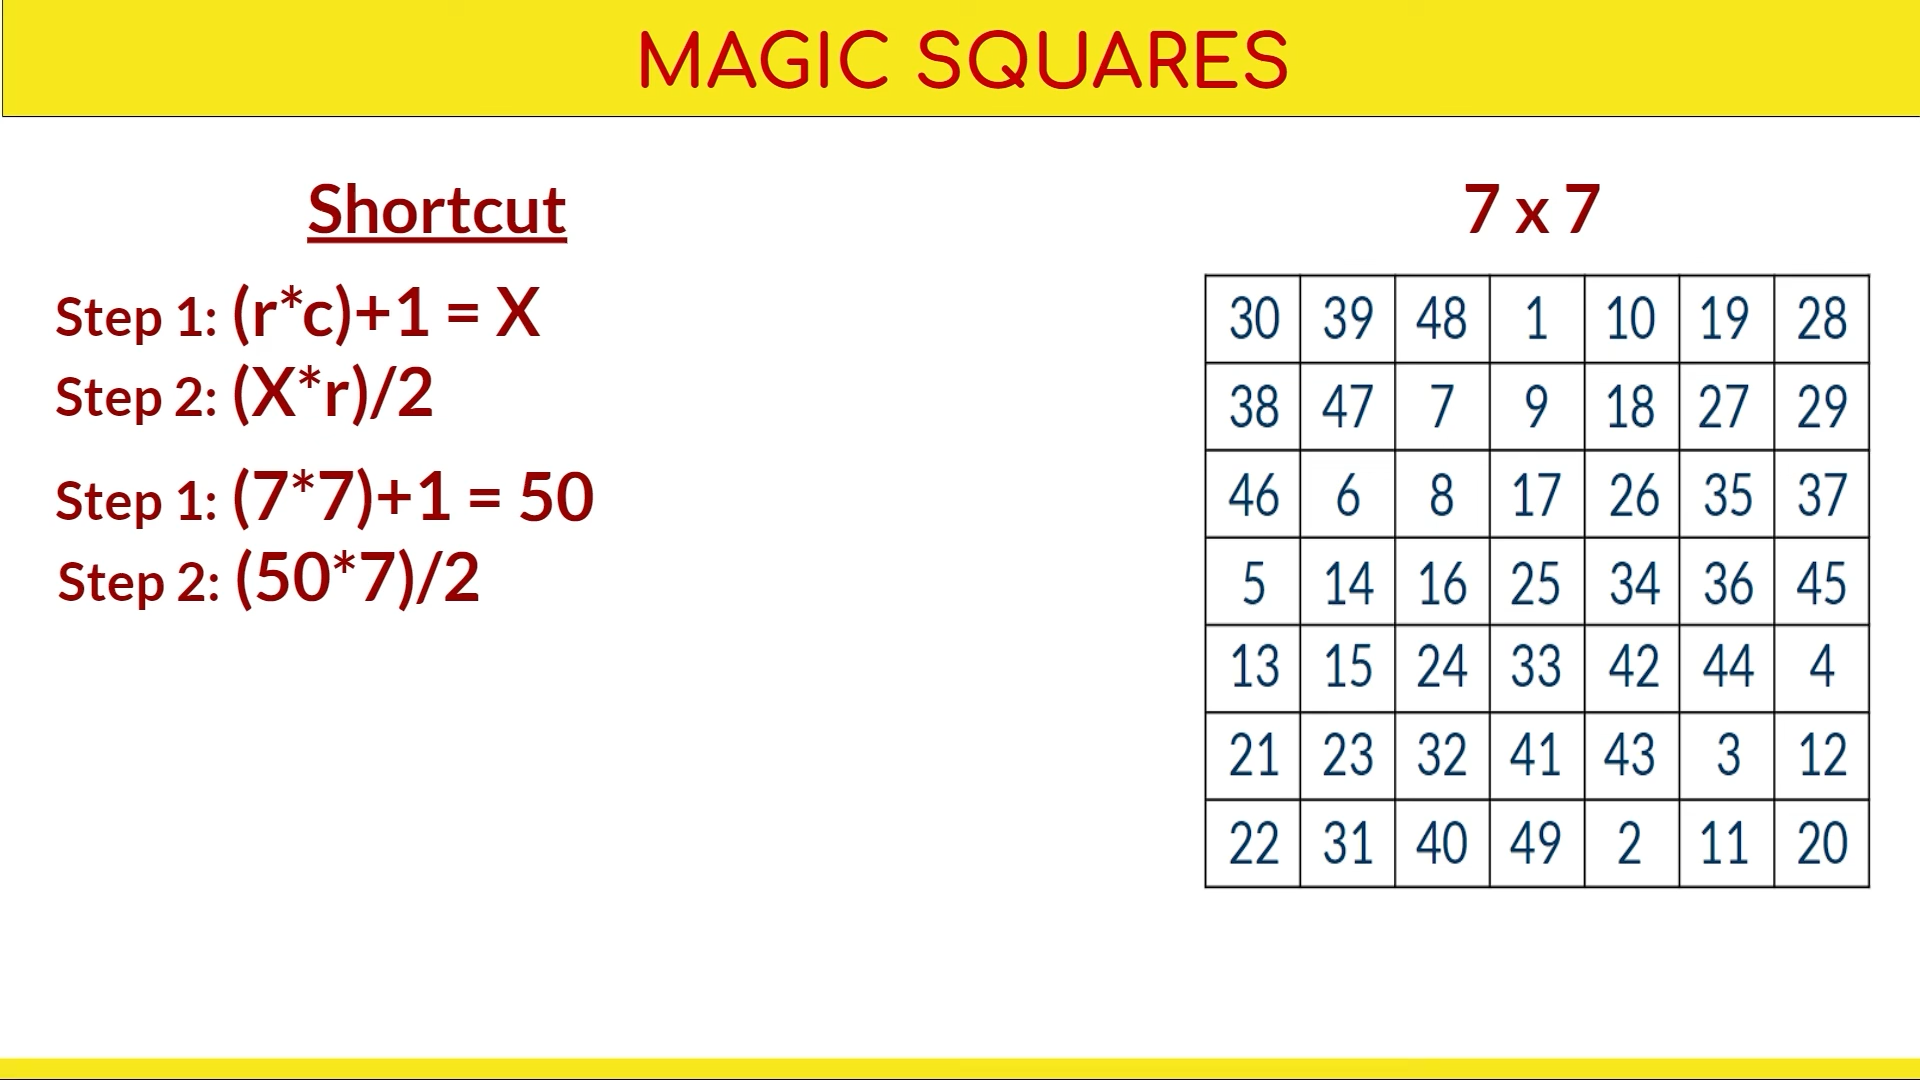 MAGIC SQUARES
Shortcut
Step 1: (r*c)+1 = X
Step 2: (X*r)/2
Step 1: (7*7)+1 = 50
Step 2: (50*7)/2
7 x 7
30 39 48 1 10 19 28
38 47 7 9 18 27 29
46 6 8 17 26 35 37
5 14 16 25 34 36 45
13 15 24 33 42 44 4
21 23 32 41 43 3 12
22 31 40 49 2 11 20